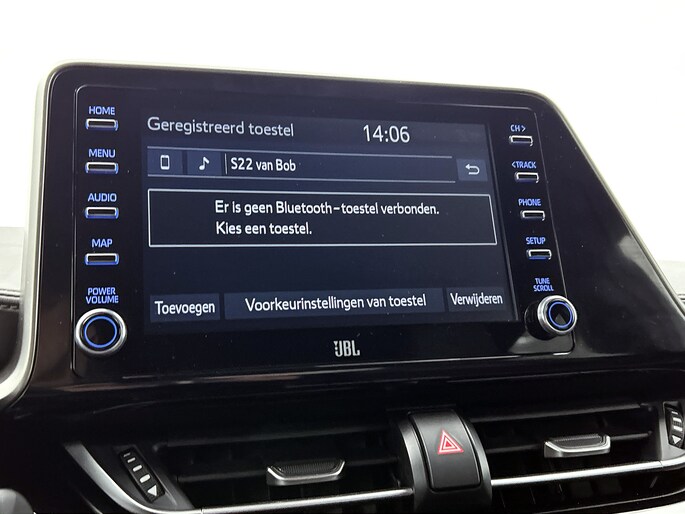 HOME
MENU
AUDIO
MAP
POWER
VOLUME
Geregistreerd toestel
14:06
S22 van Bob
Er is geen Bluetooth-toestel verbonden.
Kies een toestel.
Toevoegen
Voorkeurinstellingen van toestel
Verwijderen
CH >
< TRACK
PHONE
SETUP
TUNE
SCROLL
JBL